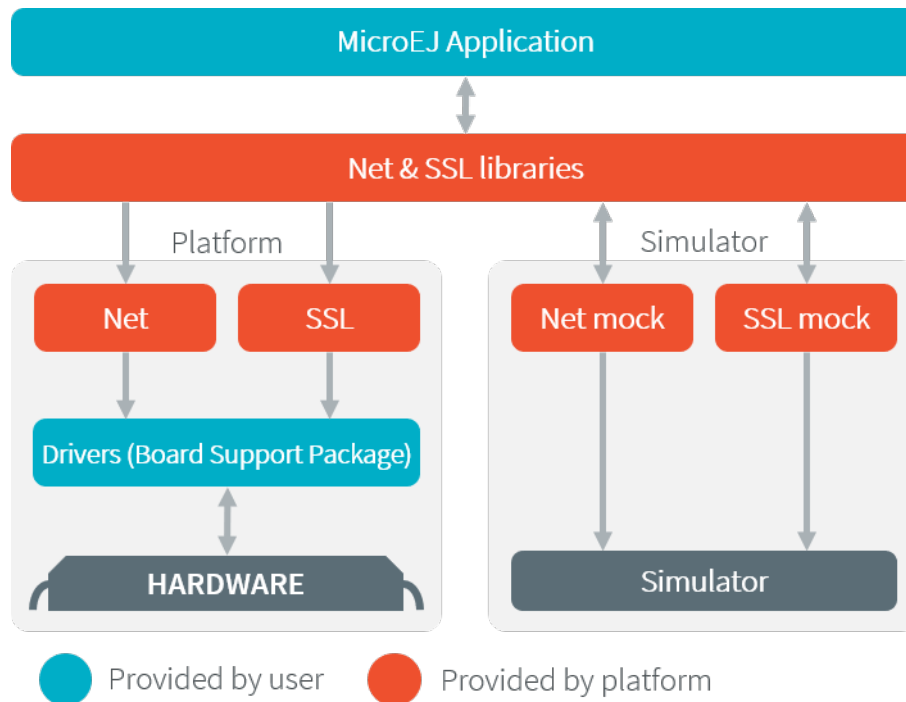 MicroEJ Application
Net & SSL libraries
Platform
Simulator
Net
SSL
Net mock
SSL mock
Drivers (Board Support Package)
HARDWARE
Simulator
Provided by user
Provided by platform